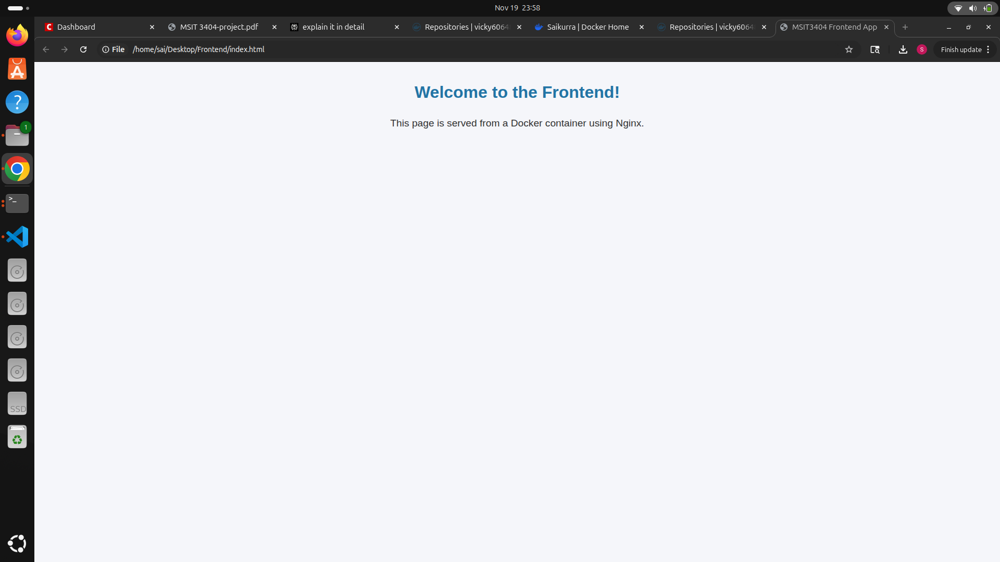 Nov 19 23:58
Dashboard
MSIT 3404-project.pdf
explain it in detail
Repositories | vicky6064
Saikurra | Docker Home
Repositories | vicky6064
MSIT3404 Frontend App
File
/home/sai/Desktop/Frontend/index.html
S
Finish update
Welcome to the Frontend!
This page is served from a Docker container using Nginx.
1
>_
SSD